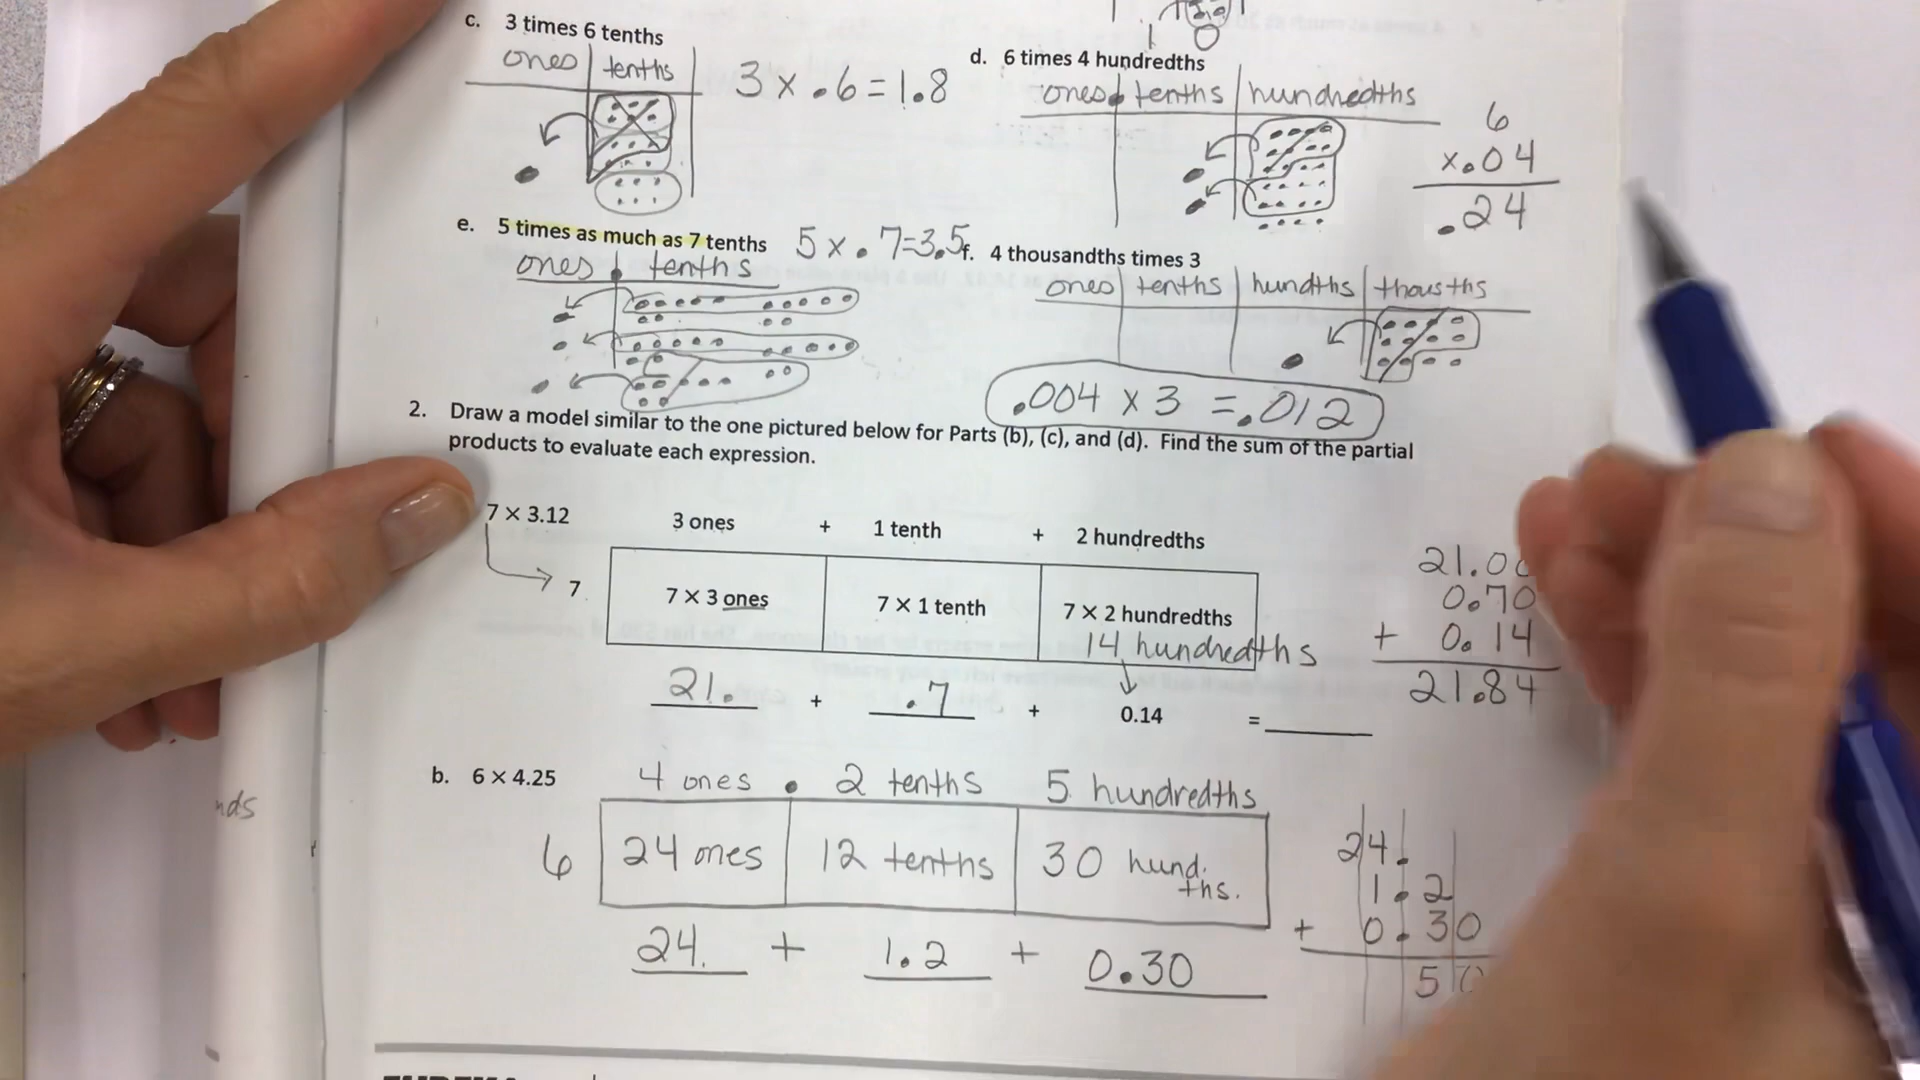 1 0
c. 3 times 6 tenths
ones tenths
3 x .6 = 1.8
d. 6 times 4 hundredths
ones . tenths hundredths
6
x .04
.24
e. 5 times as much as 7 tenths
5 x .7=3.5
ones . tenths
f. 4 thousandths times 3
ones tenths hundths thousths
.004 x 3 = .012
2. Draw a model similar to the one pictured below for Parts (b), (c), and (d). Find the sum of the partial
products to evaluate each expression.
7 × 3.12
3 ones + 1 tenth + 2 hundredths
7
7 × 3 ones 7 × 1 tenth 7 × 2 hundredths
14 hundredths
21. + .7 + 0.14 =
21.00
0.70
+ 0.14
21.84
b. 6 × 4.25
4 ones . 2 tenths 5 hundredths
6 24 ones 12 tenths 30 hund.
ths.
24. + 1.2 + 0.30
24.
1.2
+ 0.30
50
nds